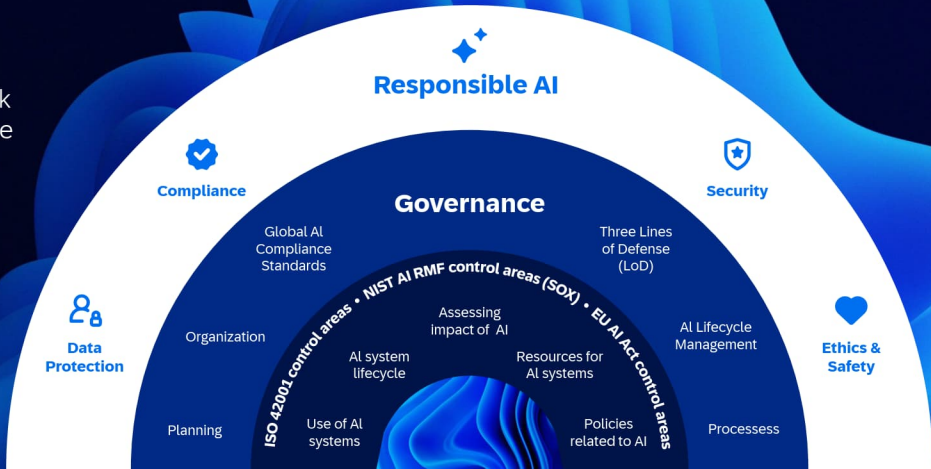 k
e
Responsible AI
Compliance
Security
Data
Protection
Ethics &
Safety
Governance
Global AI
Compliance
Standards
Three Lines
of Defense
(LoD)
Organization
AI Lifecycle
Management
Planning
Processess
ISO 42001 control areas • NIST AI RMF control areas (SOX) • EU AI Act control areas
Assessing
impact of AI
AI system
lifecycle
Resources for
AI systems
Use of AI
systems
Policies
related to AI